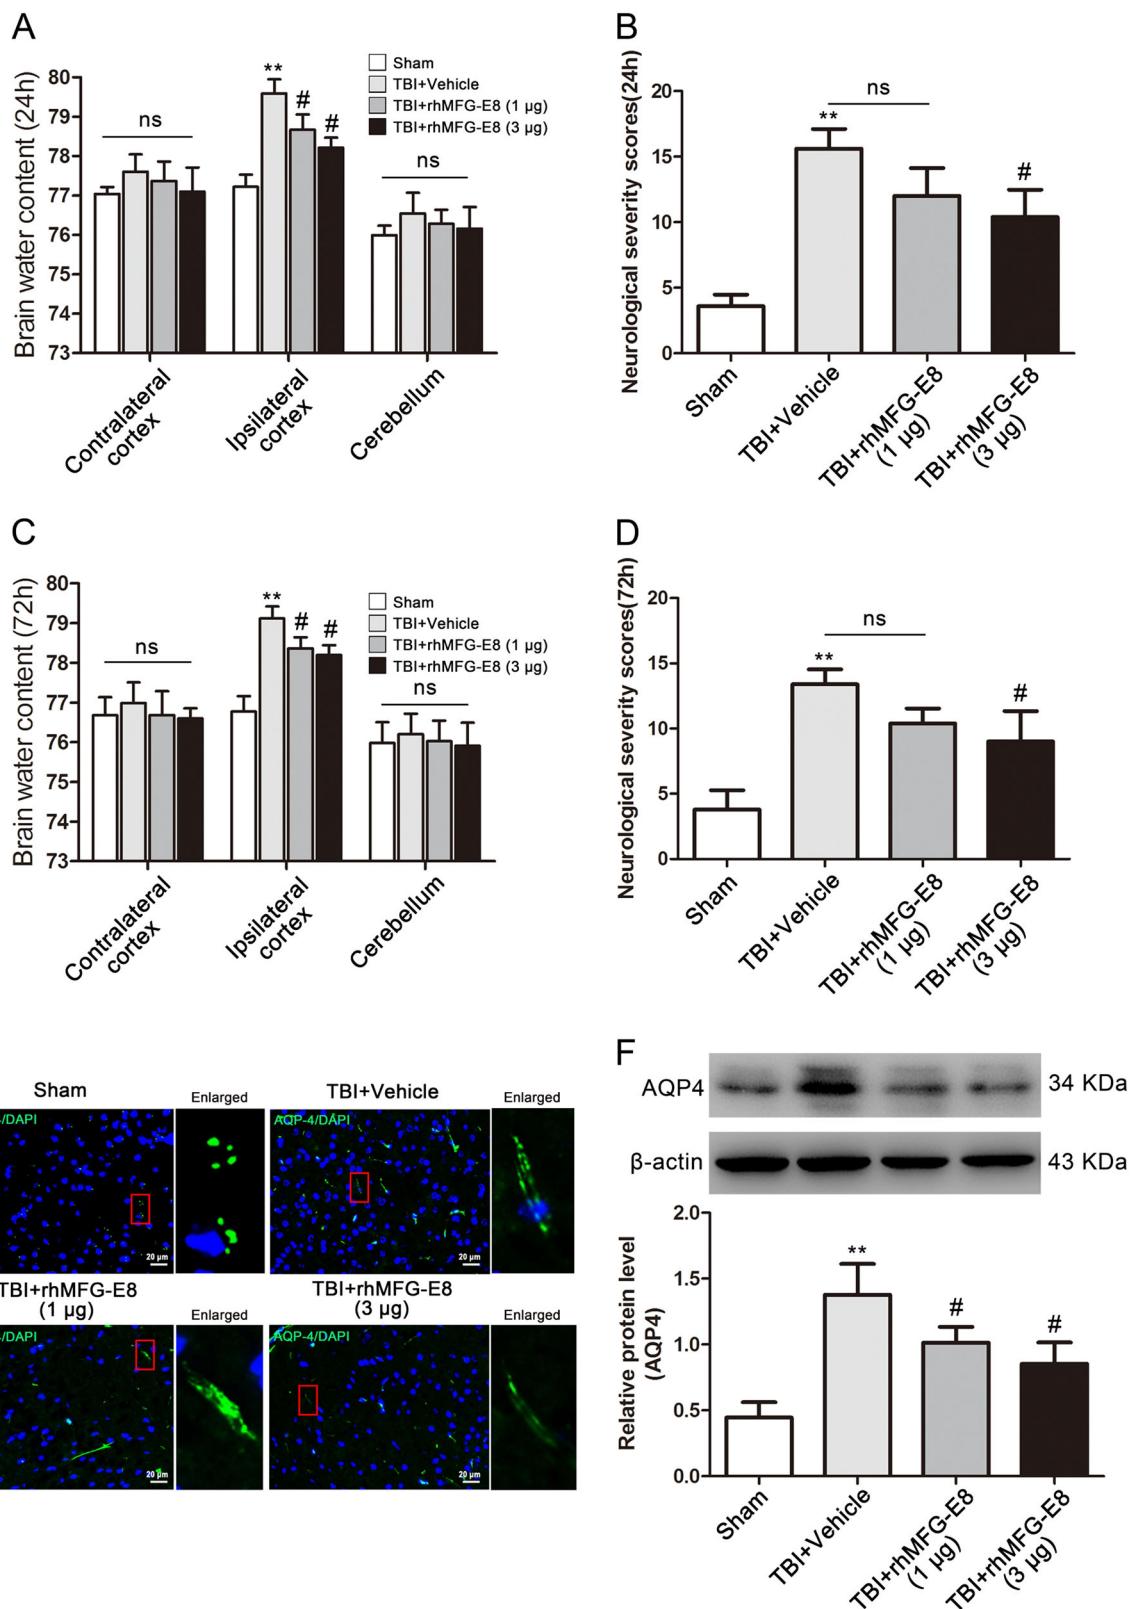 A
Brain water content (24h)
80
79
78
77
76
75
74
73
ns
**
#
#
ns
Sham
TBI+Vehicle
TBI+rhMFG-E8 (1 µg)
TBI+rhMFG-E8 (3 µg)
Contralateral
cortex
Ipsilateral
cortex
Cerebellum
B
Neurological severity scores(24h)
20
15
10
5
0
ns
**
#
Sham
TBI+Vehicle
TBI+rhMFG-E8
(1 µg)
TBI+rhMFG-E8
(3 µg)
C
Brain water content (72h)
80
79
78
77
76
75
74
73
ns
**
#
#
ns
Sham
TBI+Vehicle
TBI+rhMFG-E8 (1 µg)
TBI+rhMFG-E8 (3 µg)
Contralateral
cortex
Ipsilateral
cortex
Cerebellum
D
Neurological severity scores(72h)
20
15
10
5
0
ns
**
#
Sham
TBI+Vehicle
TBI+rhMFG-E8
(1 µg)
TBI+rhMFG-E8
(3 µg)
Sham
Enlarged
TBI+Vehicle
Enlarged
4/DAPI
20 µm
AQP-4/DAPI
20 µm
TBI+rhMFG-E8
(1 µg)
Enlarged
TBI+rhMFG-E8
(3 µg)
Enlarged
4/DAPI
20 µm
AQP-4/DAPI
20 µm
F
AQP4
34 KDa
β-actin
43 KDa
Relative protein level
(AQP4)
2.0
1.5
1.0
0.5
0.0
**
#
#
Sham
TBI+Vehicle
TBI+rhMFG-E8
(1 µg)
TBI+rhMFG-E8
(3 µg)